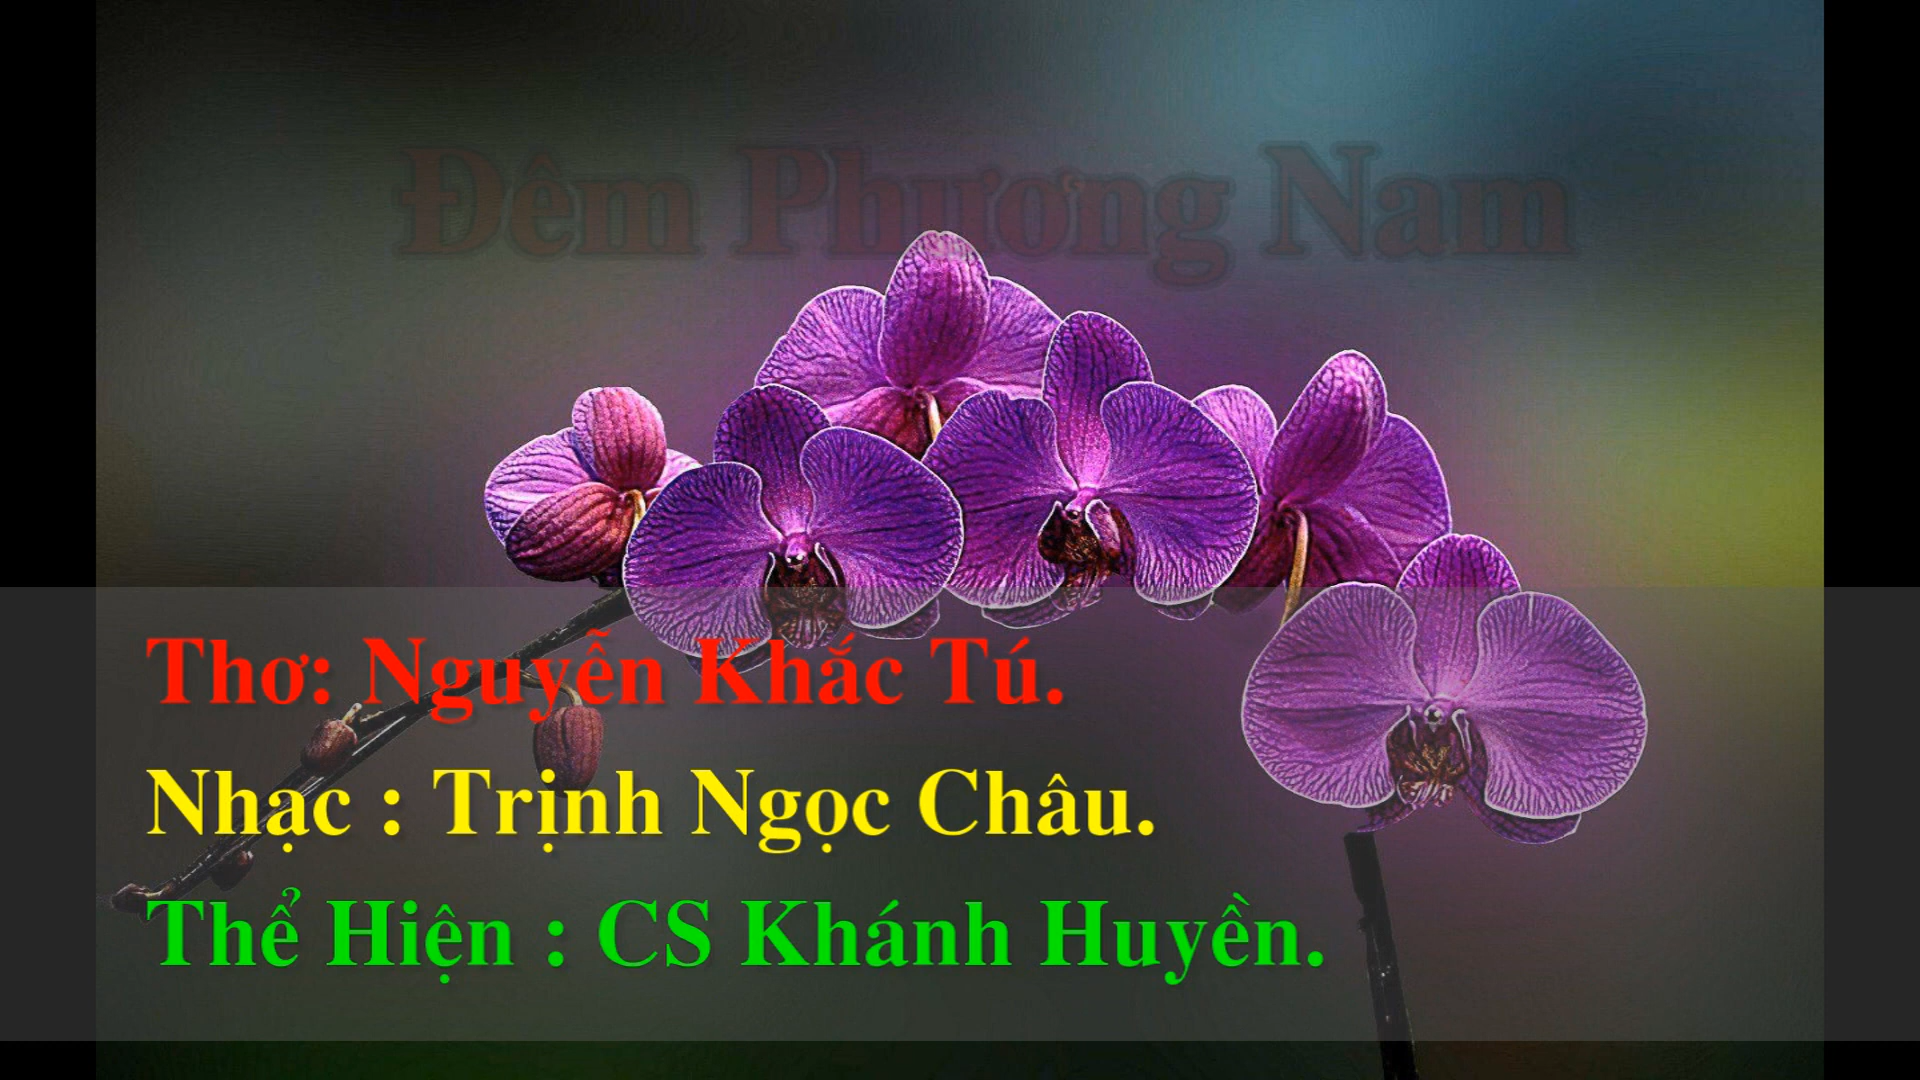 Đêm Phương Nam
Thơ: Nguyễn Khắc Tú.
Nhạc : Trịnh Ngọc Châu.
Thể Hiện : CS Khánh Huyền.